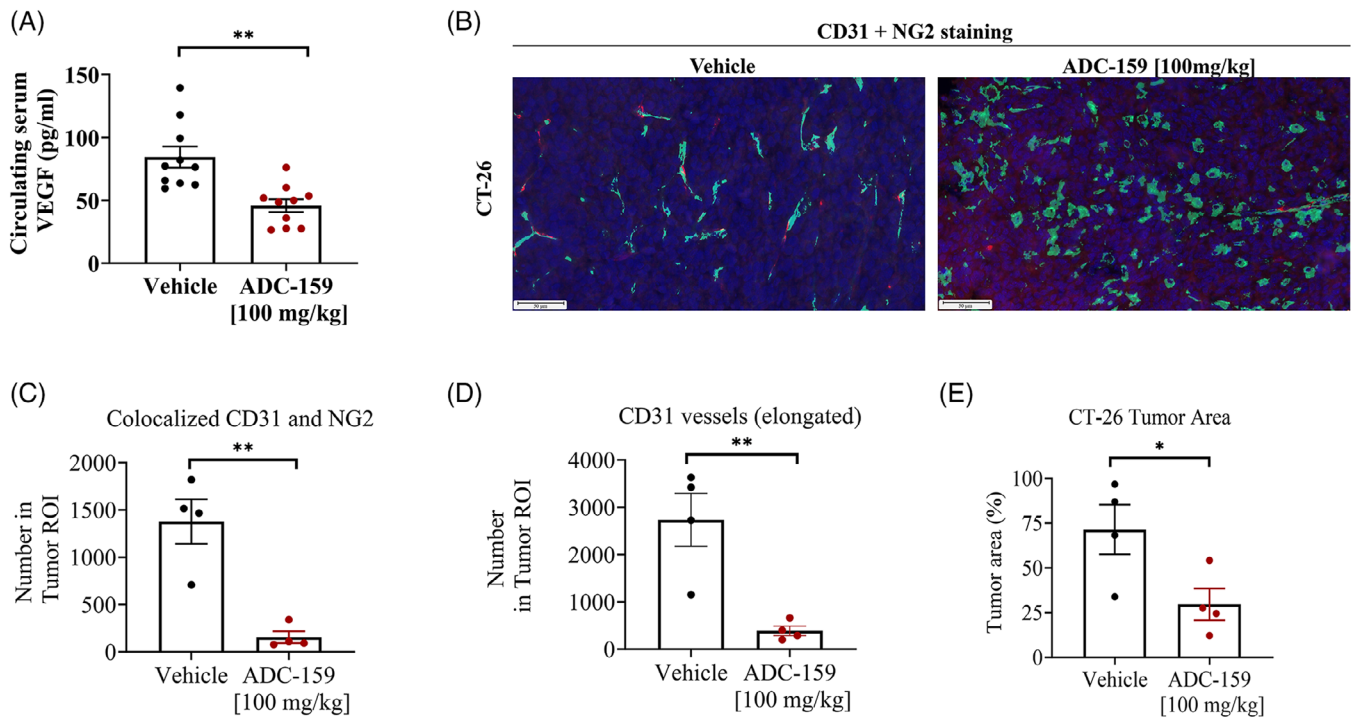 (A)
**
Circulating serum
VEGF (pg/ml)
150
100
50
0
Vehicle
ADC-159
[100 mg/kg]
(B)
CD31 + NG2 staining
Vehicle
ADC-159 [100mg/kg]
CT-26
50 µm
50 µm
(C)
Colocalized CD31 and NG2
**
Number in
Tumor ROI
2000
1500
1000
500
0
Vehicle
ADC-159
[100 mg/kg]
(D)
CD31 vessels (elongated)
**
Number
in Tumor ROI
4000
3000
2000
1000
0
Vehicle
ADC-159
[100 mg/kg]
(E)
CT-26 Tumor Area
*
Tumor area (%)
100
75
50
25
0
Vehicle
ADC-159
[100 mg/kg]